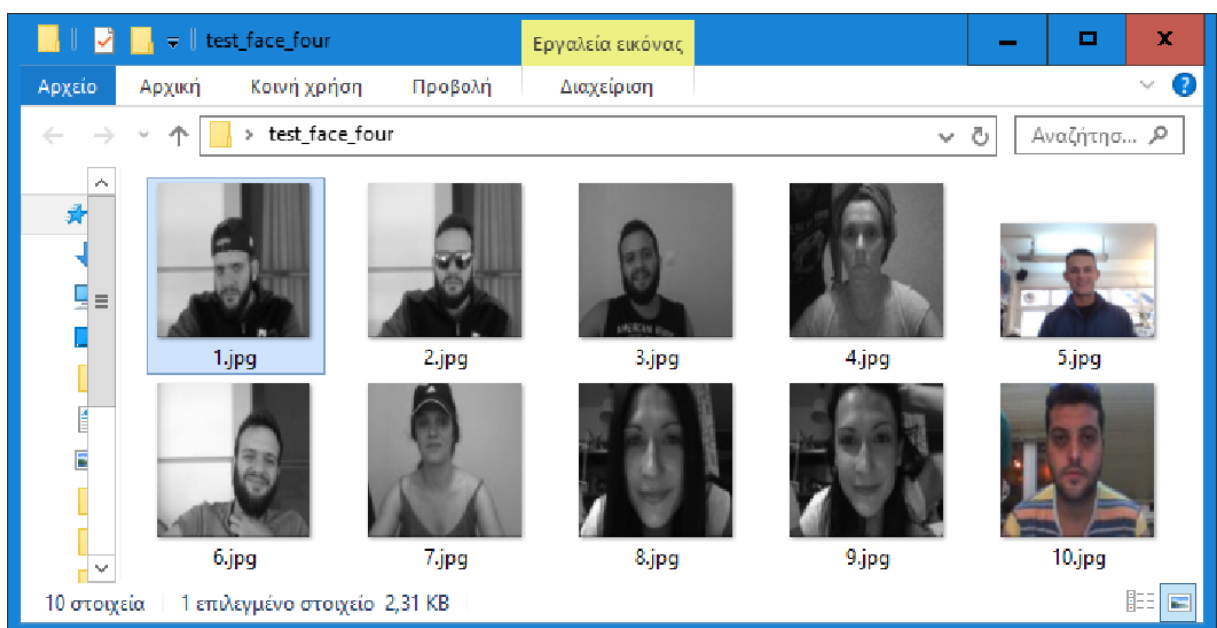 test_face_four
Εργαλεία εικόνας
Αρχείο Αρχική Κοινή χρήση Προβολή Διαχείριση
test_face_four Αναζήτησ...
1.jpg 2.jpg 3.jpg 4.jpg 5.jpg
6.jpg 7.jpg 8.jpg 9.jpg 10.jpg
10 στοιχεία 1 επιλεγμένο στοιχείο 2,31 KB